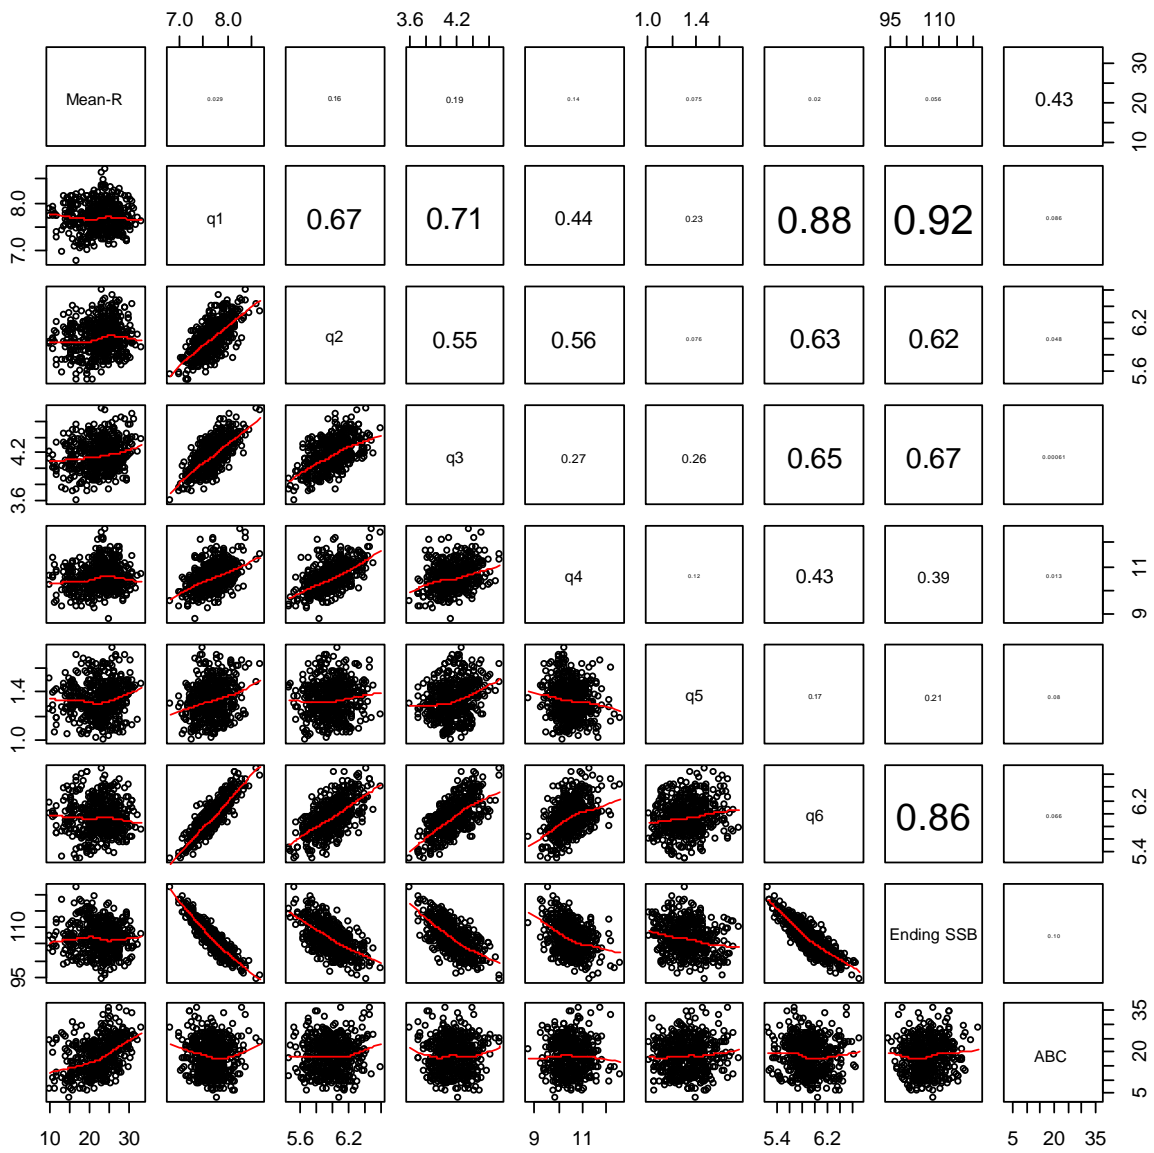 7.0 8.0 3.6 4.2 1.0 1.4 95 110
Mean-R 0.029 0.16 0.19 0.14 0.075 0.02 0.056 0.43 10 20 30
7.0 8.0 q1 0.67 0.71 0.44 0.23 0.88 0.92 0.086
q2 0.55 0.56 0.076 0.63 0.62 0.048 5.6 6.2
3.6 4.2 q3 0.27 0.26 0.65 0.67 0.00061
q4 0.12 0.43 0.39 0.013 9 11
1.0 1.4 q5 0.17 0.21 0.08
q6 0.86 0.066 5.4 6.2
95 110 Ending SSB 0.10
ABC 5 20 35
10 20 30 5.6 6.2 9 11 5.4 6.2 5 20 35